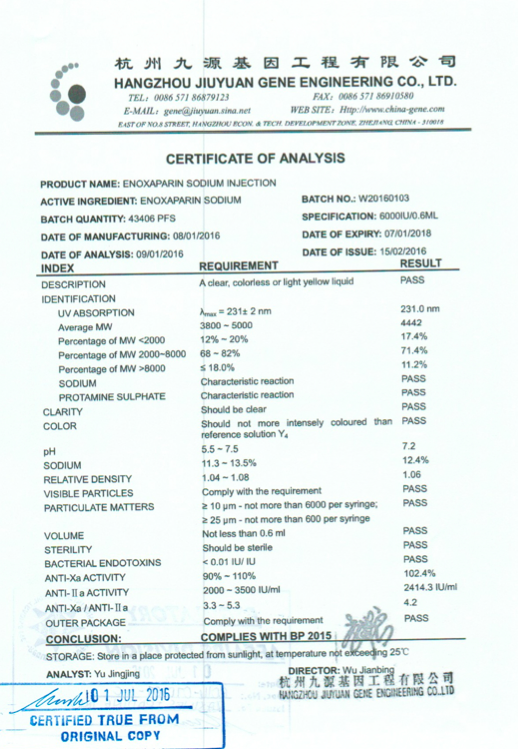 杭州九源基因工程有限公司
HANGZHOU JIUYUAN GENE ENGINEERING CO., LTD.
TEL: 0086 571 86879123 FAX: 0086 571 86910580
E-MAIL: gene@jiuyuan.sina.net WEB SITE: Http://www.china-gene.com
EAST OF NO.8 STREET, HANGZHOU ECON. & TECH. DEVELOPMENT ZONE, ZHEJIANG, CHINA - 310018
CERTIFICATE OF ANALYSIS
PRODUCT NAME: ENOXAPARIN SODIUM INJECTION
ACTIVE INGREDIENT: ENOXAPARIN SODIUM BATCH NO.: W20160103
BATCH QUANTITY: 43406 PFS SPECIFICATION: 6000IU/0.6ML
DATE OF MANUFACTURING: 08/01/2016 DATE OF EXPIRY: 07/01/2018
DATE OF ANALYSIS: 09/01/2016 DATE OF ISSUE: 15/02/2016
INDEX REQUIREMENT RESULT
DESCRIPTION A clear, colorless or light yellow liquid PASS
IDENTIFICATION
UV ABSORPTION λmax = 231± 2 nm 231.0 nm
Average MW 3800 ~ 5000 4442
Percentage of MW <2000 12% ~ 20% 17.4%
Percentage of MW 2000~8000 68 ~ 82% 71.4%
Percentage of MW >8000 ≤ 18.0% 11.2%
SODIUM Characteristic reaction PASS
PROTAMINE SULPHATE Characteristic reaction PASS
CLARITY Should be clear PASS
COLOR Should not more intensely coloured than PASS
reference solution Y4
pH 5.5 ~ 7.5 7.2
SODIUM 11.3 ~ 13.5% 12.4%
RELATIVE DENSITY 1.04 ~ 1.08 1.06
VISIBLE PARTICLES Comply with the requirement PASS
PARTICULATE MATTERS ≥ 10 μm - not more than 6000 per syringe; PASS
≥ 25 μm - not more than 600 per syringe
VOLUME Not less than 0.6 ml PASS
STERILITY Should be sterile PASS
BACTERIAL ENDOTOXINS < 0.01 IU/ IU PASS
ANTI-Xa ACTIVITY 90% ~ 110% 102.4%
ANTI-Ⅱa ACTIVITY 2000 ~ 3500 IU/ml 2414.3 IU/ml
ANTI-Xa / ANTI-Ⅱa 3.3 ~ 5.3 4.2
OUTER PACKAGE Comply with the requirement PASS
CONCLUSION: COMPLIES WITH BP 2015
STORAGE: Store in a place protected from sunlight, at temperature not exceeding 25℃
ANALYST: Yu Jingjing DIRECTOR: Wu Jianbing
杭州九源基因工程有限公司
HANGZHOU JIUYUAN GENE ENGINEERING CO.,LTD
01 JUL 2016
CERTIFIED TRUE FROM
ORIGINAL COPY